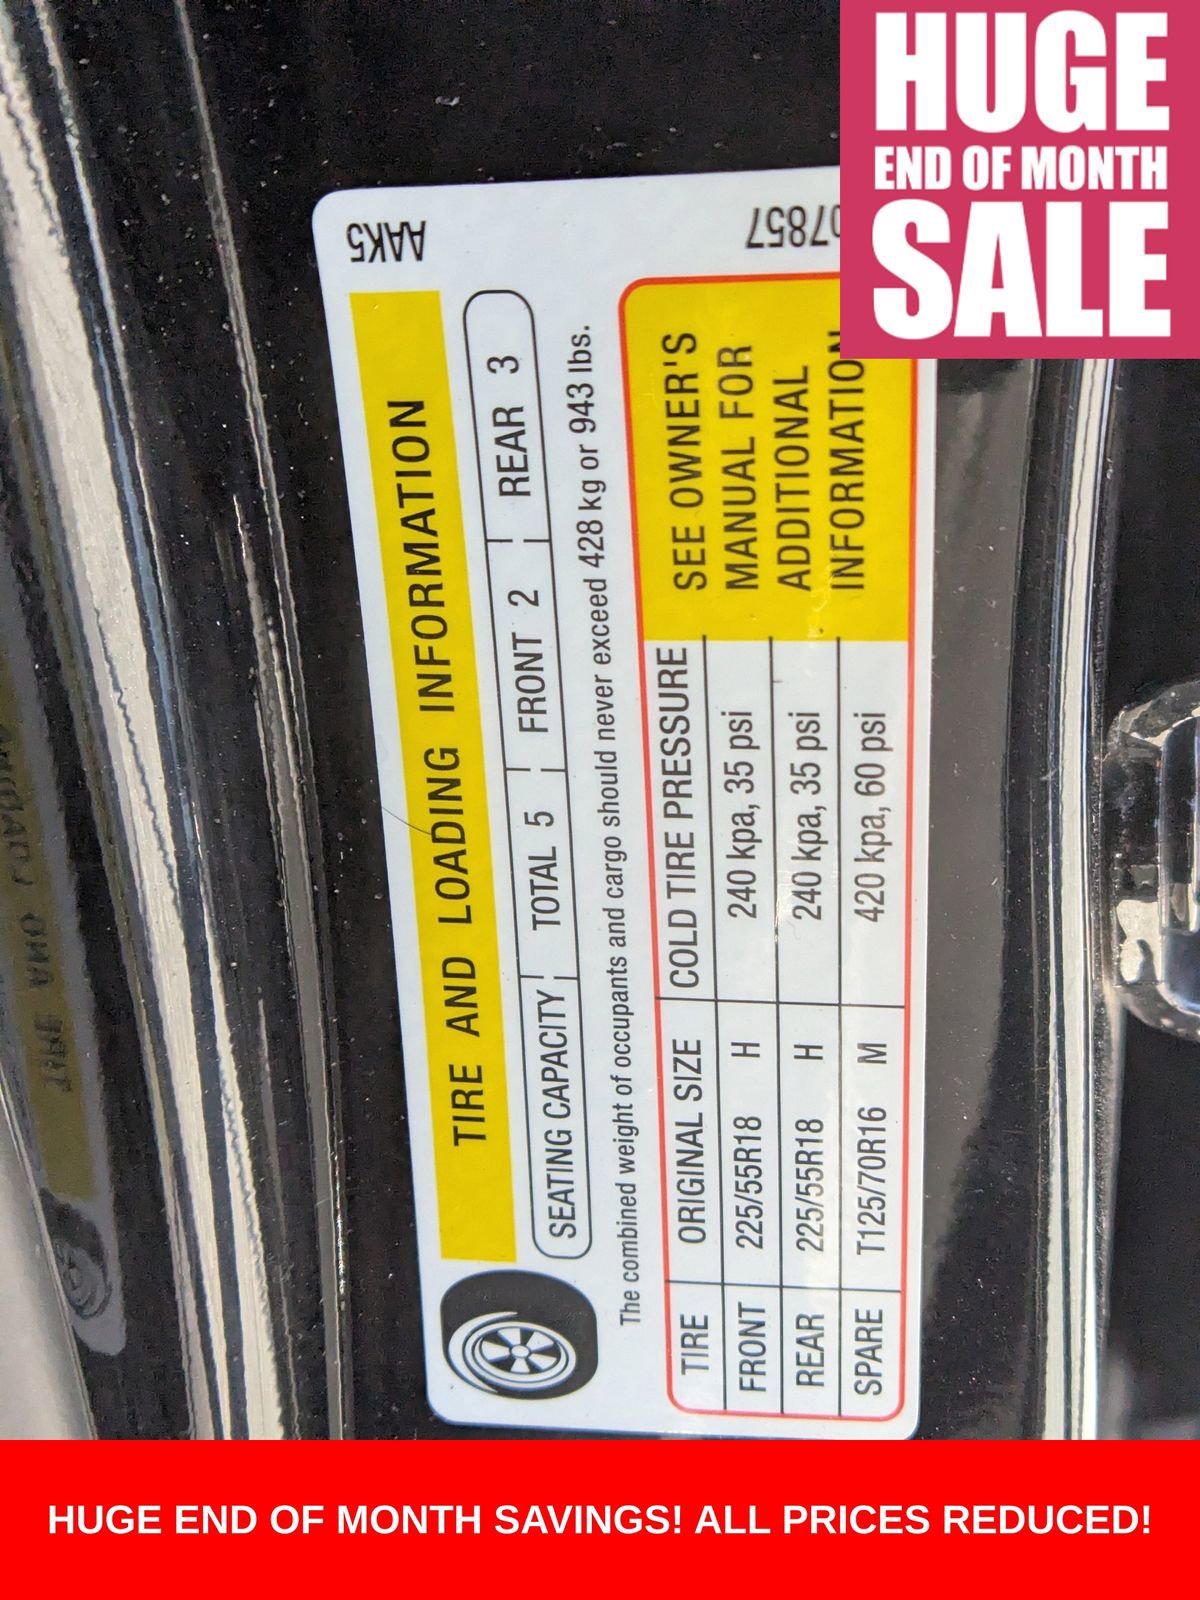 HUGE
END OF MONTH
SALE
AAK5
7857
TIRE AND LOADING INFORMATION
SEATING CAPACITY TOTAL 5 FRONT 2 REAR 3
The combined weight of occupants and cargo should never exceed 428 kg or 943 lbs.
TIRE ORIGINAL SIZE COLD TIRE PRESSURE
FRONT 225/55R18 H 240 kpa, 35 psi
REAR 225/55R18 H 240 kpa, 35 psi
SPARE T125/70R16 M 420 kpa, 60 psi
SEE OWNER'S
MANUAL FOR
ADDITIONAL
INFORMATION
HUGE END OF MONTH SAVINGS! ALL PRICES REDUCED!